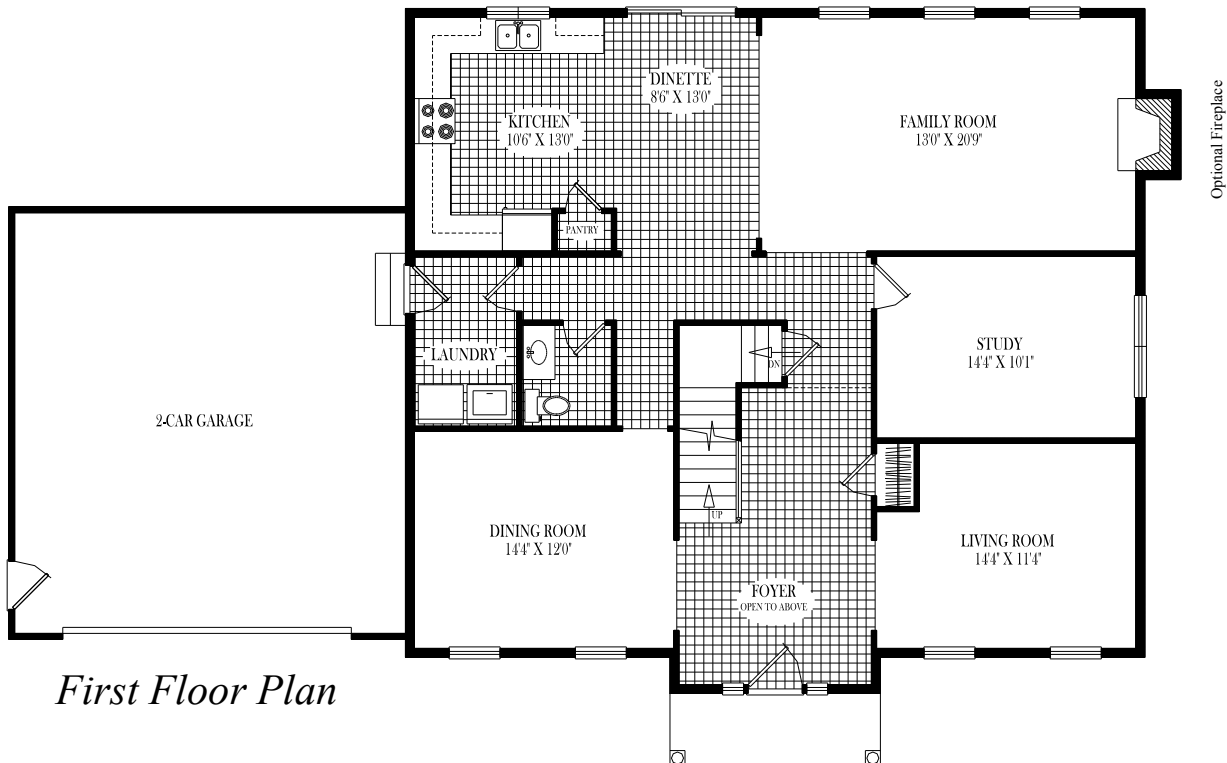 DINETTE
8'6" X 13'0"
KITCHEN
10'6" X 13'0"
FAMILY ROOM
13'0" X 20'9"
Optional Fireplace
PANTRY
LAUNDRY
DN
STUDY
14'4" X 10'1"
2-CAR GARAGE
UP
DINING ROOM
14'4" X 12'0"
LIVING ROOM
14'4" X 11'4"
FOYER
OPEN TO ABOVE
First Floor Plan